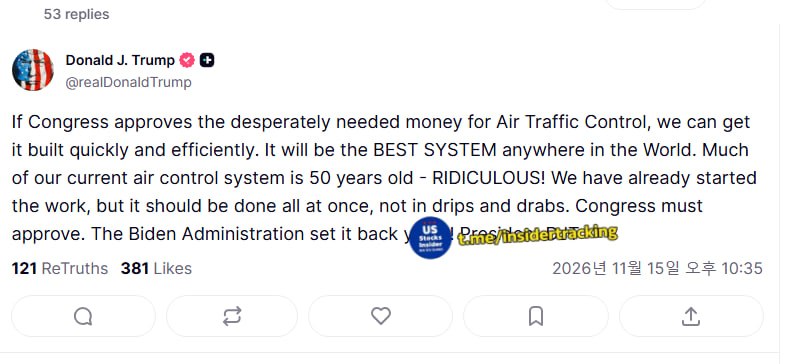 53 replies
Donald J. Trump
@realDonaldTrump
If Congress approves the desperately needed money for Air Traffic Control, we can get
it built quickly and efficiently. It will be the BEST SYSTEM anywhere in the World. Much
of our current air control system is 50 years old - RIDICULOUS! We have already started
the work, but it should be done all at once, not in drips and drabs. Congress must
approve. The Biden Administration set it back
US
Stocks
Insider
t.me/insidertracking
121 ReTruths 381 Likes
2026년 11월 15일 오후 10:35